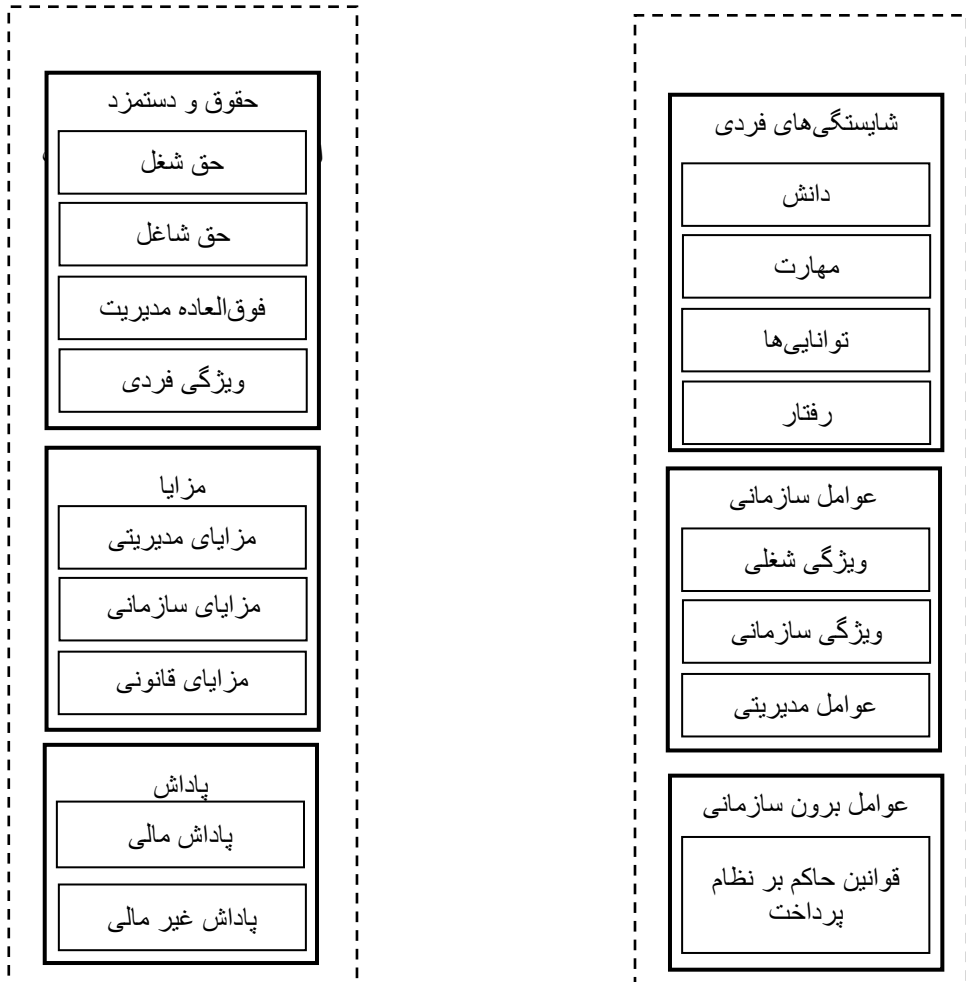 شایستگی‌های فردی
دانش
مهارت
توانایی‌ها
رفتار
عوامل سازمانی
ویژگی شغلی
ویژگی سازمانی
عوامل مدیریتی
عوامل برون سازمانی
قوانین حاکم بر نظام
پرداخت
حقوق و دستمزد
حق شغل
حق شاغل
فوق‌العاده مدیریت
ویژگی فردی
مزایا
مزایای مدیریتی
مزایای سازمانی
مزایای قانونی
پاداش
پاداش مالی
پاداش غیر مالی